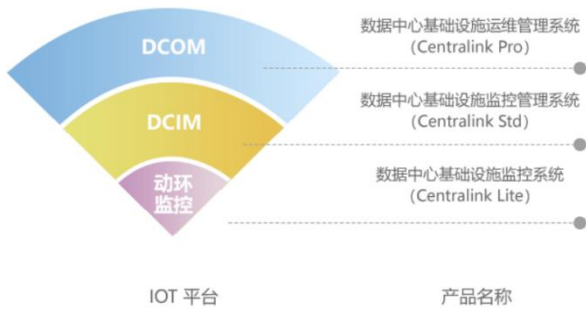 DCOM
数据中心基础设施运维管理系统
（Centralink Pro）
DCIM
数据中心基础设施监控管理系统
（Centralink Std）
动环
监控
数据中心基础设施监控系统
（Centralink Lite）
IOT 平台
产品名称